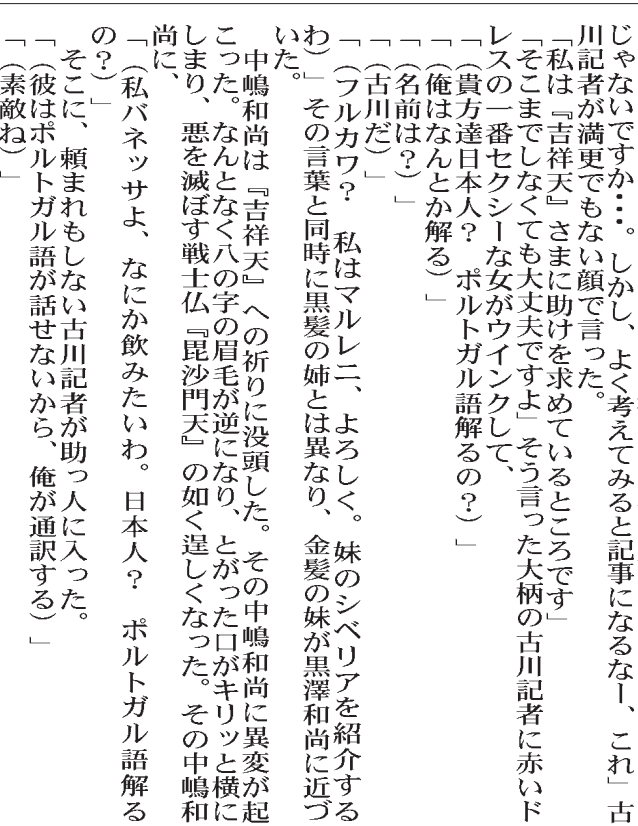 じゃないですか・・・。しかし、よく考えてみると記事になるなー、これ」古
川記者が満更でもない顔で言った。
「私は『吉祥天』さまに助けを求めているところです」
「そこまでしなくても大丈夫ですよ」そう言った大柄の古川記者に赤いド
レスの一番セクシーな女がウインクして、
「（貴方達日本人？　ポルトガル語解るの？）」
「（俺はなんとか解る）」
「（名前は？）」
「（古川だ）」
「（フルカワ？　私はマルレニ、よろしく。妹のシベリアを紹介する
わ）」その言葉と同時に黒髪の姉とは異なり、金髪の妹が黒澤和尚に近づ
いた。
　中嶋和尚は『吉祥天』への祈りに没頭した。その中嶋和尚に異変が起
こった。なんとなく八の字の眉毛が逆になり、とがった口がキリッと横に
しまり、悪を滅ぼす戦士仏『毘沙門天』の如く逞しくなった。その中嶋和
尚に、
「（私バネッサよ、なにか飲みたいわ。日本人？　ポルトガル語解る
の？）」
　そこに、頼まれもしない古川記者が助っ人に入った。
「（彼はポルトガル語が話せないから、俺が通訳する）」
「（素敵ね）」